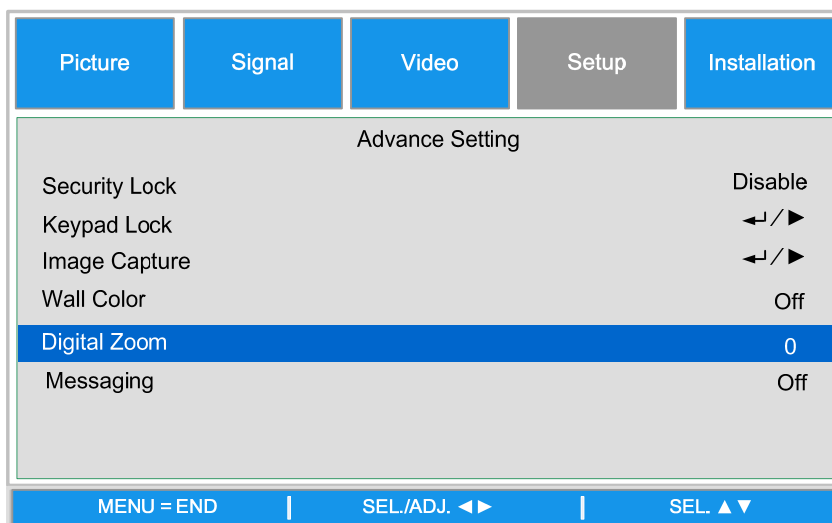 Picture Signal Video Setup Installation
Advance Setting
Security Lock Disable
Keypad Lock ↵/▶
Image Capture ↵/▶
Wall Color Off
Digital Zoom 0
Messaging Off
MENU = END | SEL./ADJ. ◀▶ | SEL. ▲▼